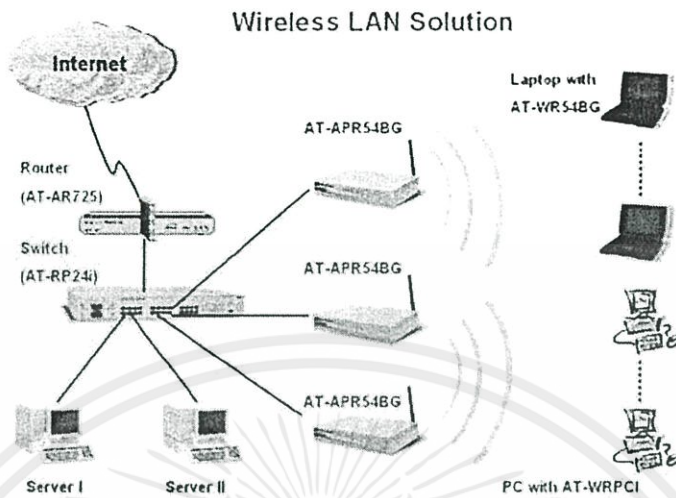 Wireless LAN Solution
Internet
Laptop with
AT-WR54BG
AT-APR54BG
Router
(AT-AR725)
Switch
(AT-RP24i)
AT-APR54BG
AT-APR54BG
Server I
Server II
PC with AT-WRPCI